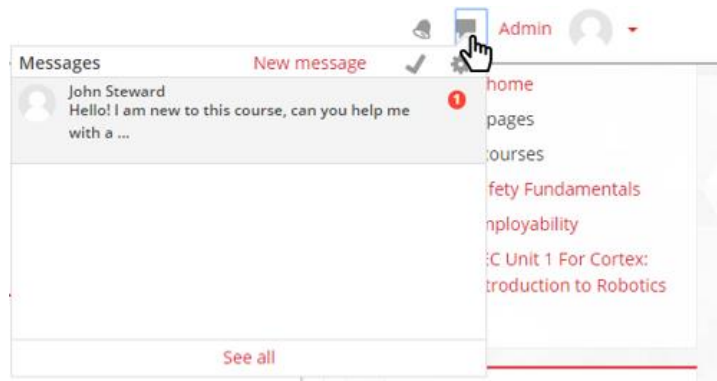 Admin
Messages
New message
John Steward
Hello! I am new to this course, can you help me
with a ...
1
See all
home
pages
ourses
fety Fundamentals
mployability
EC Unit 1 For Cortex:
troduction to Robotics